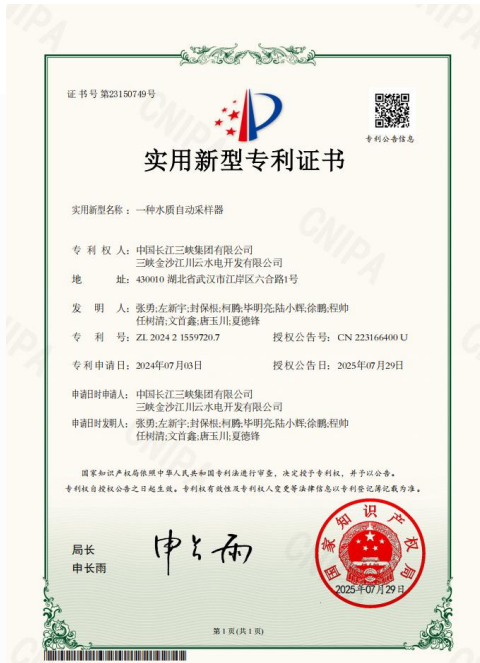 证书号第23150749号
专利公告信息
实用新型专利证书
实用新型名称：一种水质自动采样器
专利权人：中国长江三峡集团有限公司
三峡金沙江川云水电开发有限公司
地址：430010 湖北省武汉市江岸区六合路1号
发明人：张勇;左新宇;封保根;柯腾;毕明亮;陆小辉;徐鹏;程帅
任树清;文首鑫;唐玉川;夏德锋
专利号：ZL 2024 2 1559720.7 授权公告号：CN 223166400 U
专利申请日：2024年07月03日 授权公告日：2025年07月29日
申请日时申请人：中国长江三峡集团有限公司
三峡金沙江川云水电开发有限公司
申请日时发明人：张勇;左新宇;封保根;柯腾;毕明亮;陆小辉;徐鹏;程帅
任树清;文首鑫;唐玉川;夏德锋
国家知识产权局依照中华人民共和国专利法进行审查，决定授予专利权，并予以公告。
专利权自授权公告之日起生效。专利权有效性及专利权人变更等法律信息以专利登记簿记载为准。
局长
申长雨
申长雨
国家知识产权局
2025年07月29日
第1页(共1页)
CNIPA